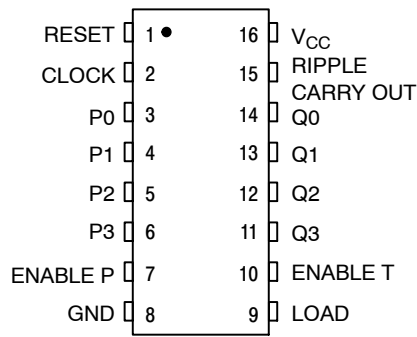 RESET 1 16 VCC
CLOCK 2 15 RIPPLE
CARRY OUT
P0 3 14 Q0
P1 4 13 Q1
P2 5 12 Q2
P3 6 11 Q3
ENABLE P 7 10 ENABLE T
GND 8 9 LOAD